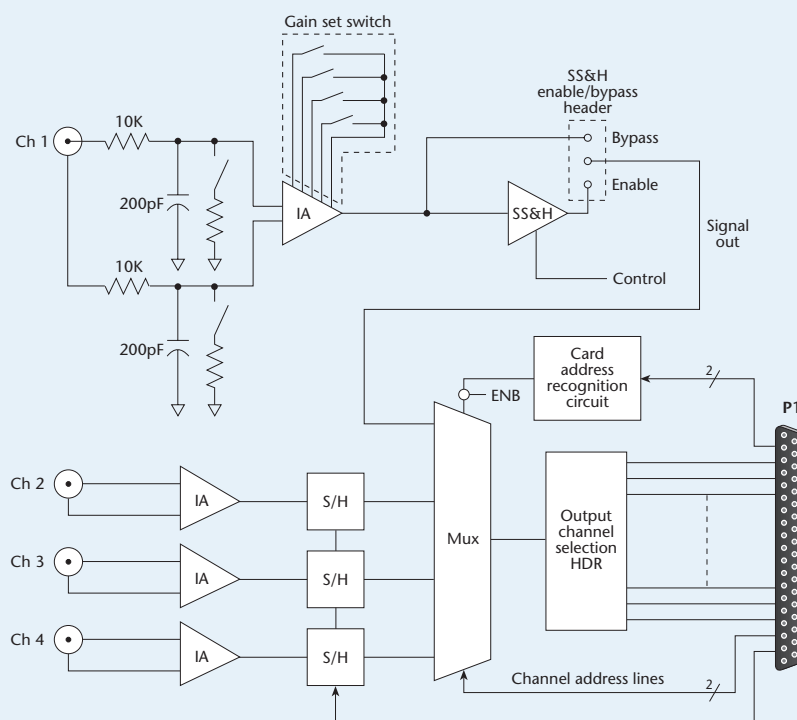 Gain set switch
SS&H
enable/bypass
header
10K
Ch 1
Bypass
200pF
IA
SS&H
Enable
Signal
out
10K
Control
200pF
Card
address
recognition
circuit
2
ENB
P1
Ch 2
IA
S/H
Mux
Output
channel
selection
HDR
Ch 3
IA
S/H
Ch 4
IA
S/H
Channel address lines
2